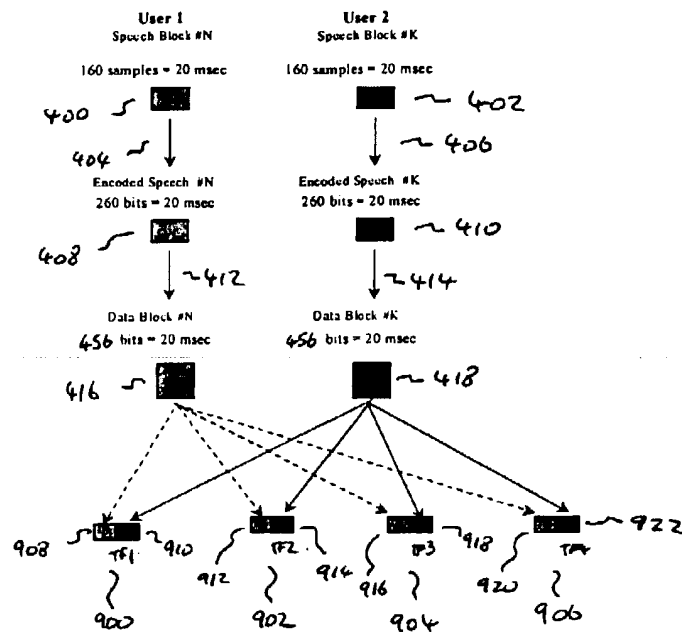 User 1 User 2
Speech Block #N Speech Block #K
160 samples = 20 msec 160 samples = 20 msec
400 402
404 406
Encoded Speech #N Encoded Speech #K
260 bits = 20 msec 260 bits = 20 msec
408 410
412 414
Data Block #N Data Block #K
456 bits = 20 msec 456 bits = 20 msec
416 418
908 TF1 910 912 TF2 914 916 TF3 918 920 TF4 922
900 902 904 906